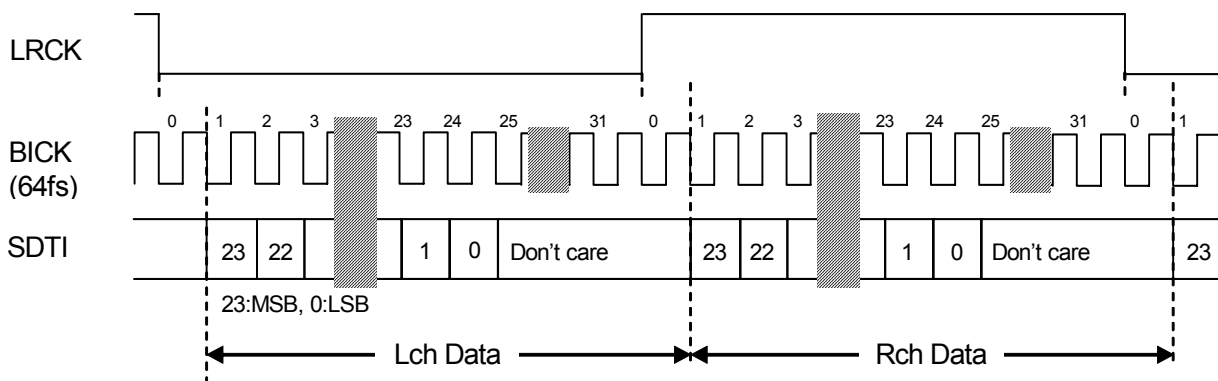 LRCK
0 1 2 3 23 24 25 31 0 1 2 3 23 24 25 31 0 1
BICK
(64fs)
SDTI 23 22 1 0 Don't care 23 22 1 0 Don't care 23
23:MSB, 0:LSB
Lch Data Rch Data